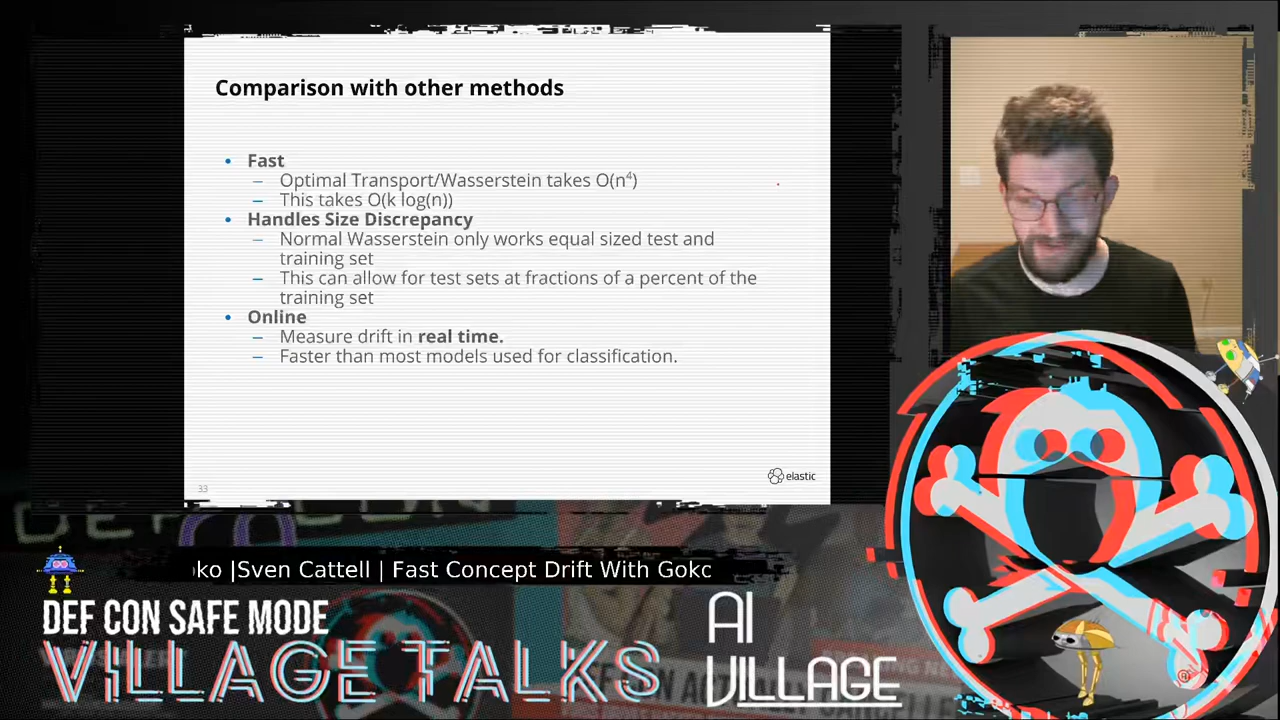 Comparison with other methods
• Fast
– Optimal Transport/Wasserstein takes O(n⁴)
– This takes O(k log(n))
• Handles Size Discrepancy
– Normal Wasserstein only works equal sized test and
training set
– This can allow for test sets at fractions of a percent of the
training set
• Online
– Measure drift in real time.
– Faster than most models used for classification.
elastic
33
oko |Sven Cattell | Fast Concept Drift With Goko
DEF CON SAFE MODE
VILLAGE TALKS
AI
VILLAGE
®